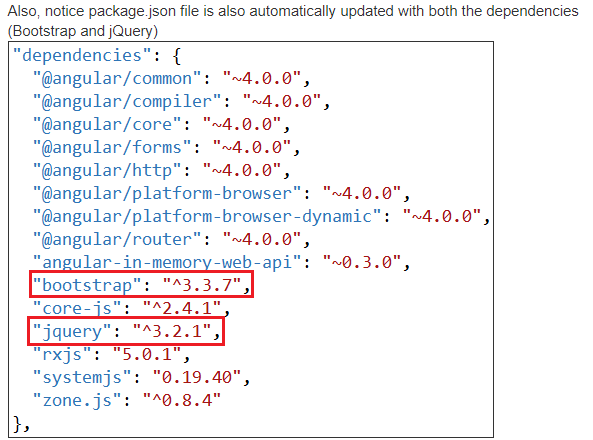 Also, notice package.json file is also automatically updated with both the dependencies
(Bootstrap and jQuery)
"dependencies": {
"@angular/common": "~4.0.0",
"@angular/compiler": "~4.0.0",
"@angular/core": "~4.0.0",
"@angular/forms": "~4.0.0",
"@angular/http": "~4.0.0",
"@angular/platform-browser": "~4.0.0",
"@angular/platform-browser-dynamic": "~4.0.0",
"@angular/router": "~4.0.0",
"angular-in-memory-web-api": "~0.3.0",
"bootstrap": "^3.3.7",
"core-js": "^2.4.1",
"jquery": "^3.2.1",
"rxjs": "5.0.1",
"systemjs": "0.19.40",
"zone.js": "^0.8.4"
},